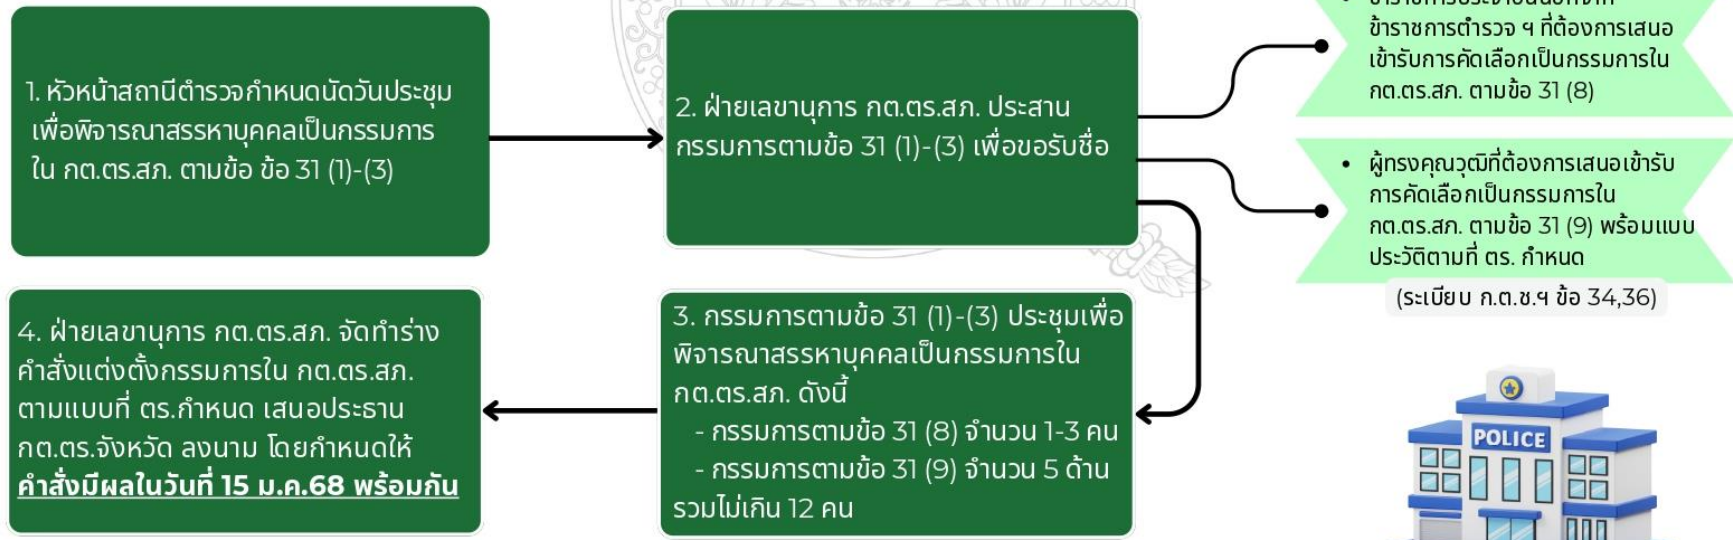 1. หัวหน้าสถานีตำรวจกำหนดนัดวันประชุม
เพื่อพิจารณาสรรหาบุคคลเป็นกรรมการ
ใน กต.ตร.สภ. ตามข้อ ข้อ 31 (1)-(3)
2. ฝ่ายเลขานุการ กต.ตร.สภ. ประสาน
กรรมการตามข้อ 31 (1)-(3) เพื่อขอรับชื่อ
ข้าราชการตำรวจ ฯ ที่ต้องการเสนอ
เข้ารับการคัดเลือกเป็นกรรมการใน
กต.ตร.สภ. ตามข้อ 31 (8)
• ผู้ทรงคุณวุฒิที่ต้องการเสนอเข้ารับ
การคัดเลือกเป็นกรรมการใน
กต.ตร.สภ. ตามข้อ 31 (9) พร้อมแบบ
ประวัติตามที่ ตร. กำหนด
(ระเบียบ ก.ต.ช.ฯ ข้อ 34,36)
3. กรรมการตามข้อ 31 (1)-(3) ประชุมเพื่อ
พิจารณาสรรหาบุคคลเป็นกรรมการใน
กต.ตร.สภ. ดังนี้
- กรรมการตามข้อ 31 (8) จำนวน 1-3 คน
- กรรมการตามข้อ 31 (9) จำนวน 5 ด้าน
รวมไม่เกิน 12 คน
4. ฝ่ายเลขานุการ กต.ตร.สภ. จัดทำร่าง
คำสั่งแต่งตั้งกรรมการใน กต.ตร.สภ.
ตามแบบที่ ตร.กำหนด เสนอประธาน
กต.ตร.จังหวัด ลงนาม โดยกำหนดให้
คำสั่งมีผลในวันที่ 15 ม.ค.68 พร้อมกัน
POLICE